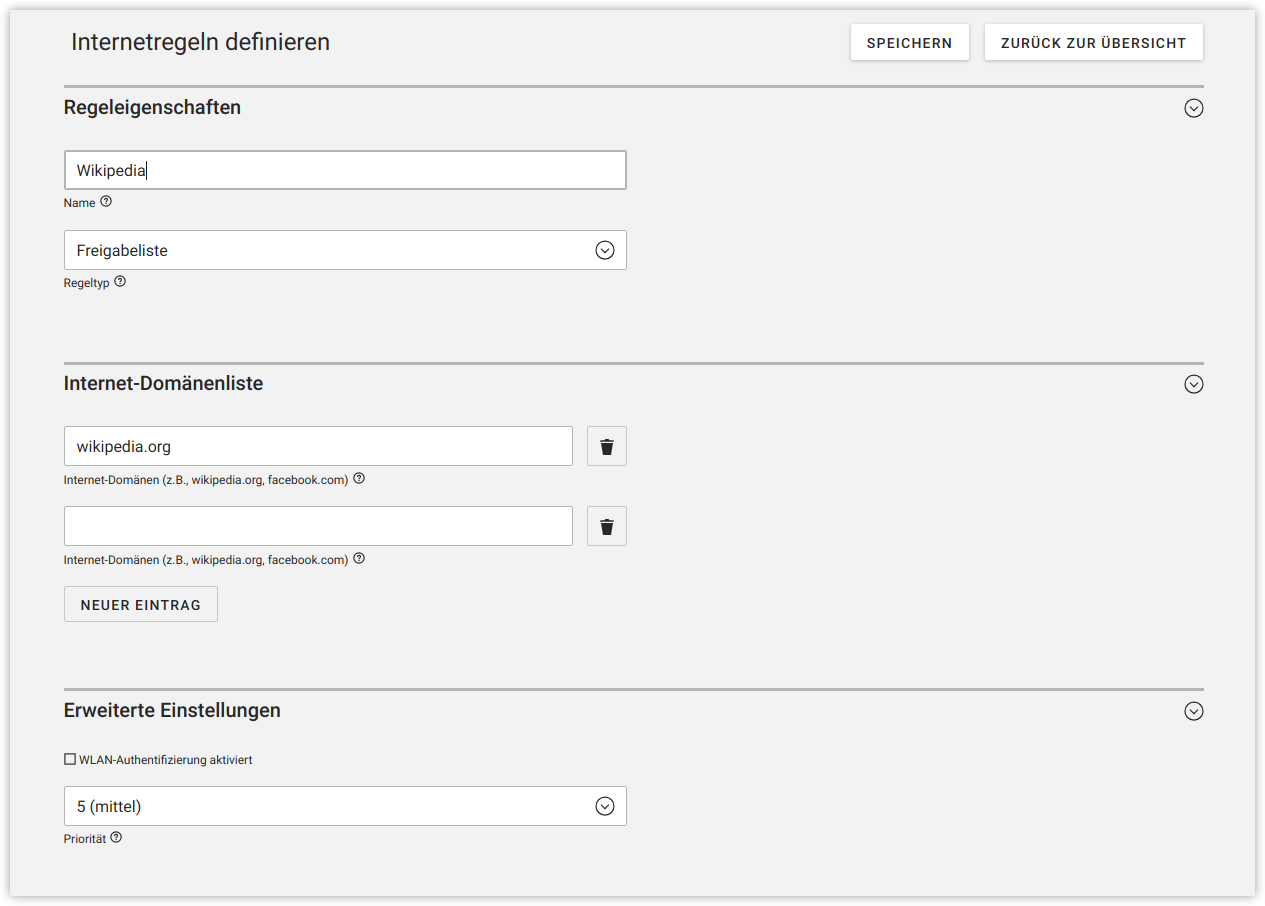 Internetregeln definieren
SPEICHERN
ZURÜCK ZUR ÜBERSICHT
Regeleigenschaften
Wikipedia
Name
Freigabeliste
Regeltyp
Internet-Domänenliste
wikipedia.org
Internet-Domänen (z.B., wikipedia.org, facebook.com)
Internet-Domänen (z.B., wikipedia.org, facebook.com)
NEUER EINTRAG
Erweiterte Einstellungen
WLAN-Authentifizierung aktiviert
5 (mittel)
Priorität